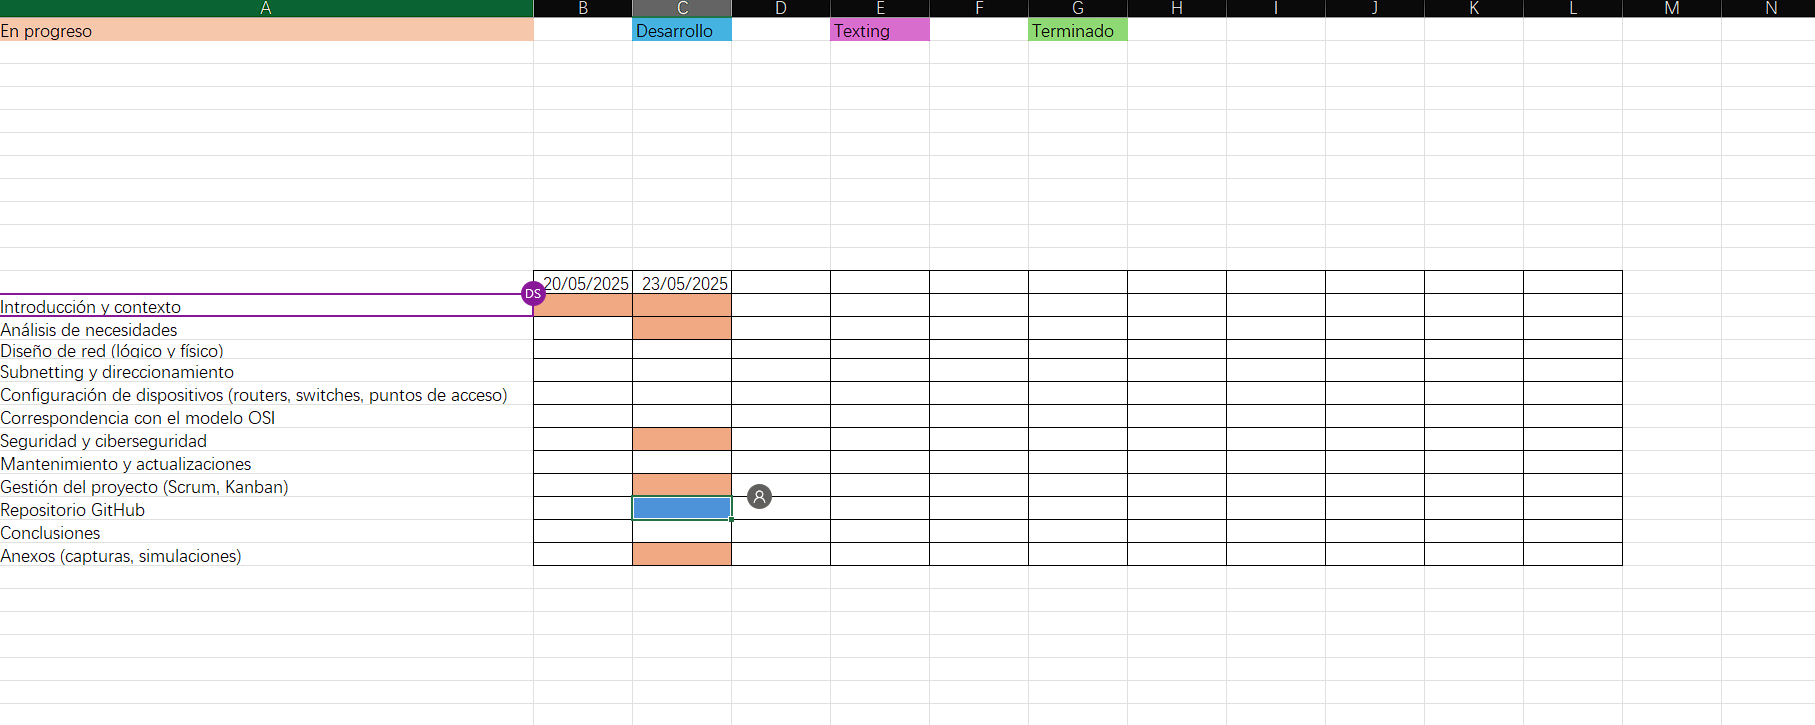 A B C D E F G H I J K L M N
En progreso Desarrollo Texting Terminado
20/05/2025 23/05/2025
DS
Introducción y contexto
Análisis de necesidades
Diseño de red (lógico y físico)
Subnetting y direccionamiento
Configuración de dispositivos (routers, switches, puntos de acceso)
Correspondencia con el modelo OSI
Seguridad y ciberseguridad
Mantenimiento y actualizaciones
Gestión del proyecto (Scrum, Kanban)
Repositorio GitHub
Conclusiones
Anexos (capturas, simulaciones)